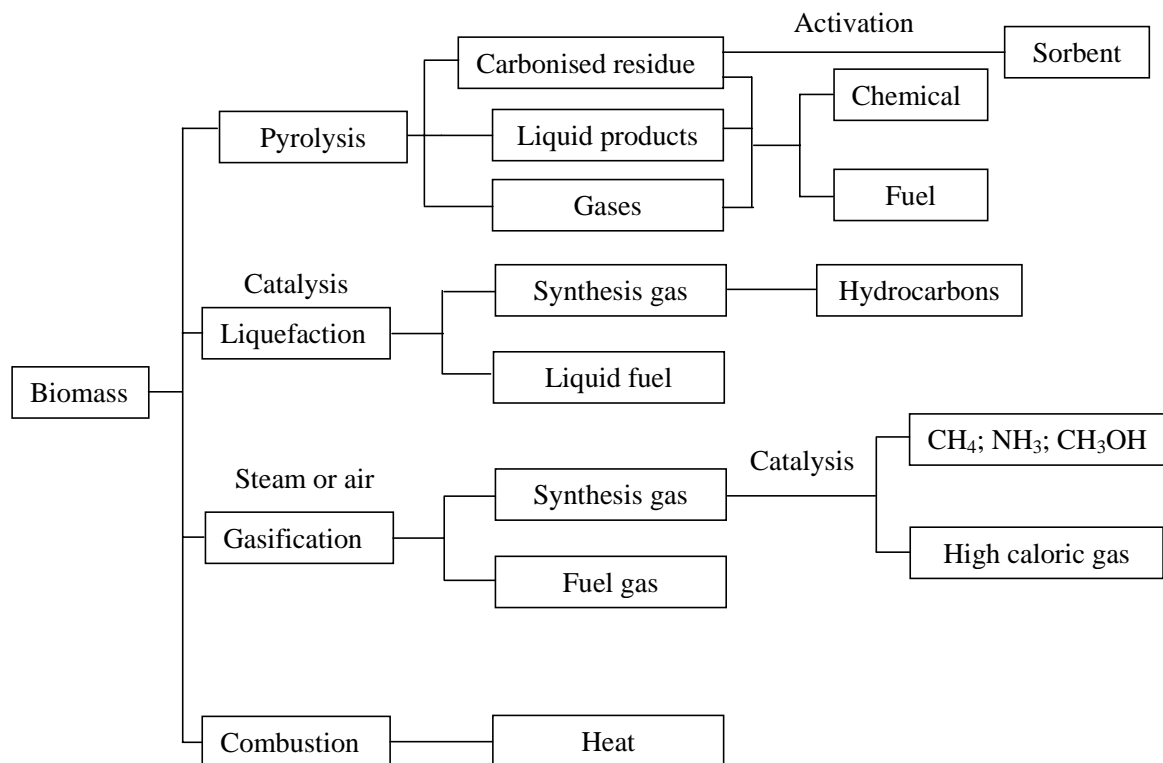 Activation
Carbonised residue
Sorbent
Chemical
Pyrolysis
Liquid products
Gases
Fuel
Catalysis
Synthesis gas
Hydrocarbons
Liquefaction
Liquid fuel
Biomass
CH₄; NH₃; CH₃OH
Catalysis
Steam or air
Synthesis gas
Gasification
High caloric gas
Fuel gas
Combustion
Heat